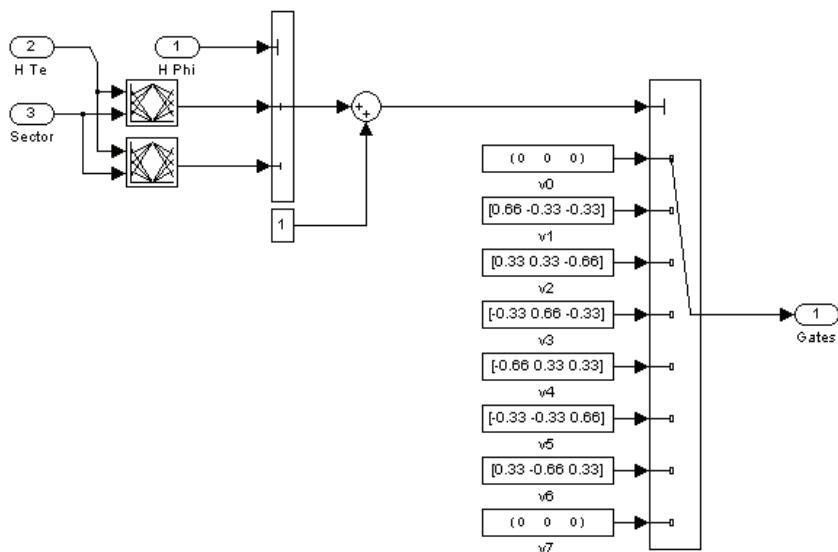 2
H Te
1
H Phi
3
Sector
1
(0 0 0)
v0
[0.66 -0.33 -0.33]
v1
[0.33 0.33 -0.66]
v2
[-0.33 0.66 -0.33]
v3
[-0.66 0.33 0.33]
v4
[-0.33 -0.33 0.66]
v5
[0.33 -0.66 0.33]
v6
(0 0 0)
v7
1
Gates